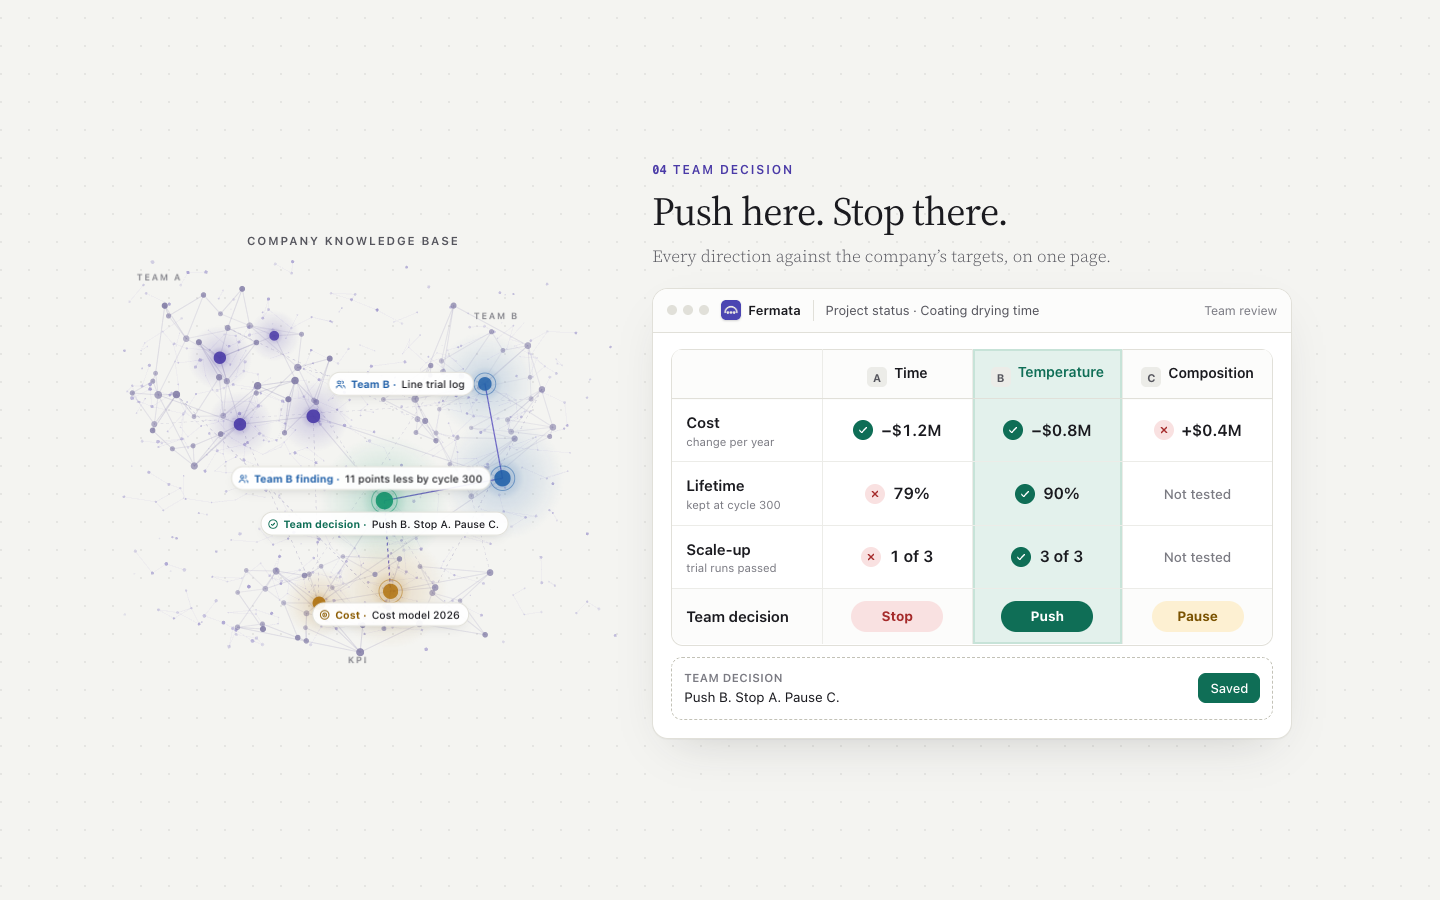 COMPANY KNOWLEDGE BASE
TEAM A
TEAM B
Team B · Line trial log
Team B finding · 11 points less by cycle 300
Team decision · Push B. Stop A. Pause C.
Cost · Cost model 2026
KPI
04 TEAM DECISION
Push here. Stop there.
Every direction against the company’s targets, on one page.
Fermata Project status · Coating drying time Team review
A Time B Temperature C Composition
Cost
change per year
−$1.2M −$0.8M +$0.4M
Lifetime
kept at cycle 300
79% 90% Not tested
Scale-up
trial runs passed
1 of 3 3 of 3 Not tested
Team decision Stop Push Pause
TEAM DECISION
Push B. Stop A. Pause C.
Saved